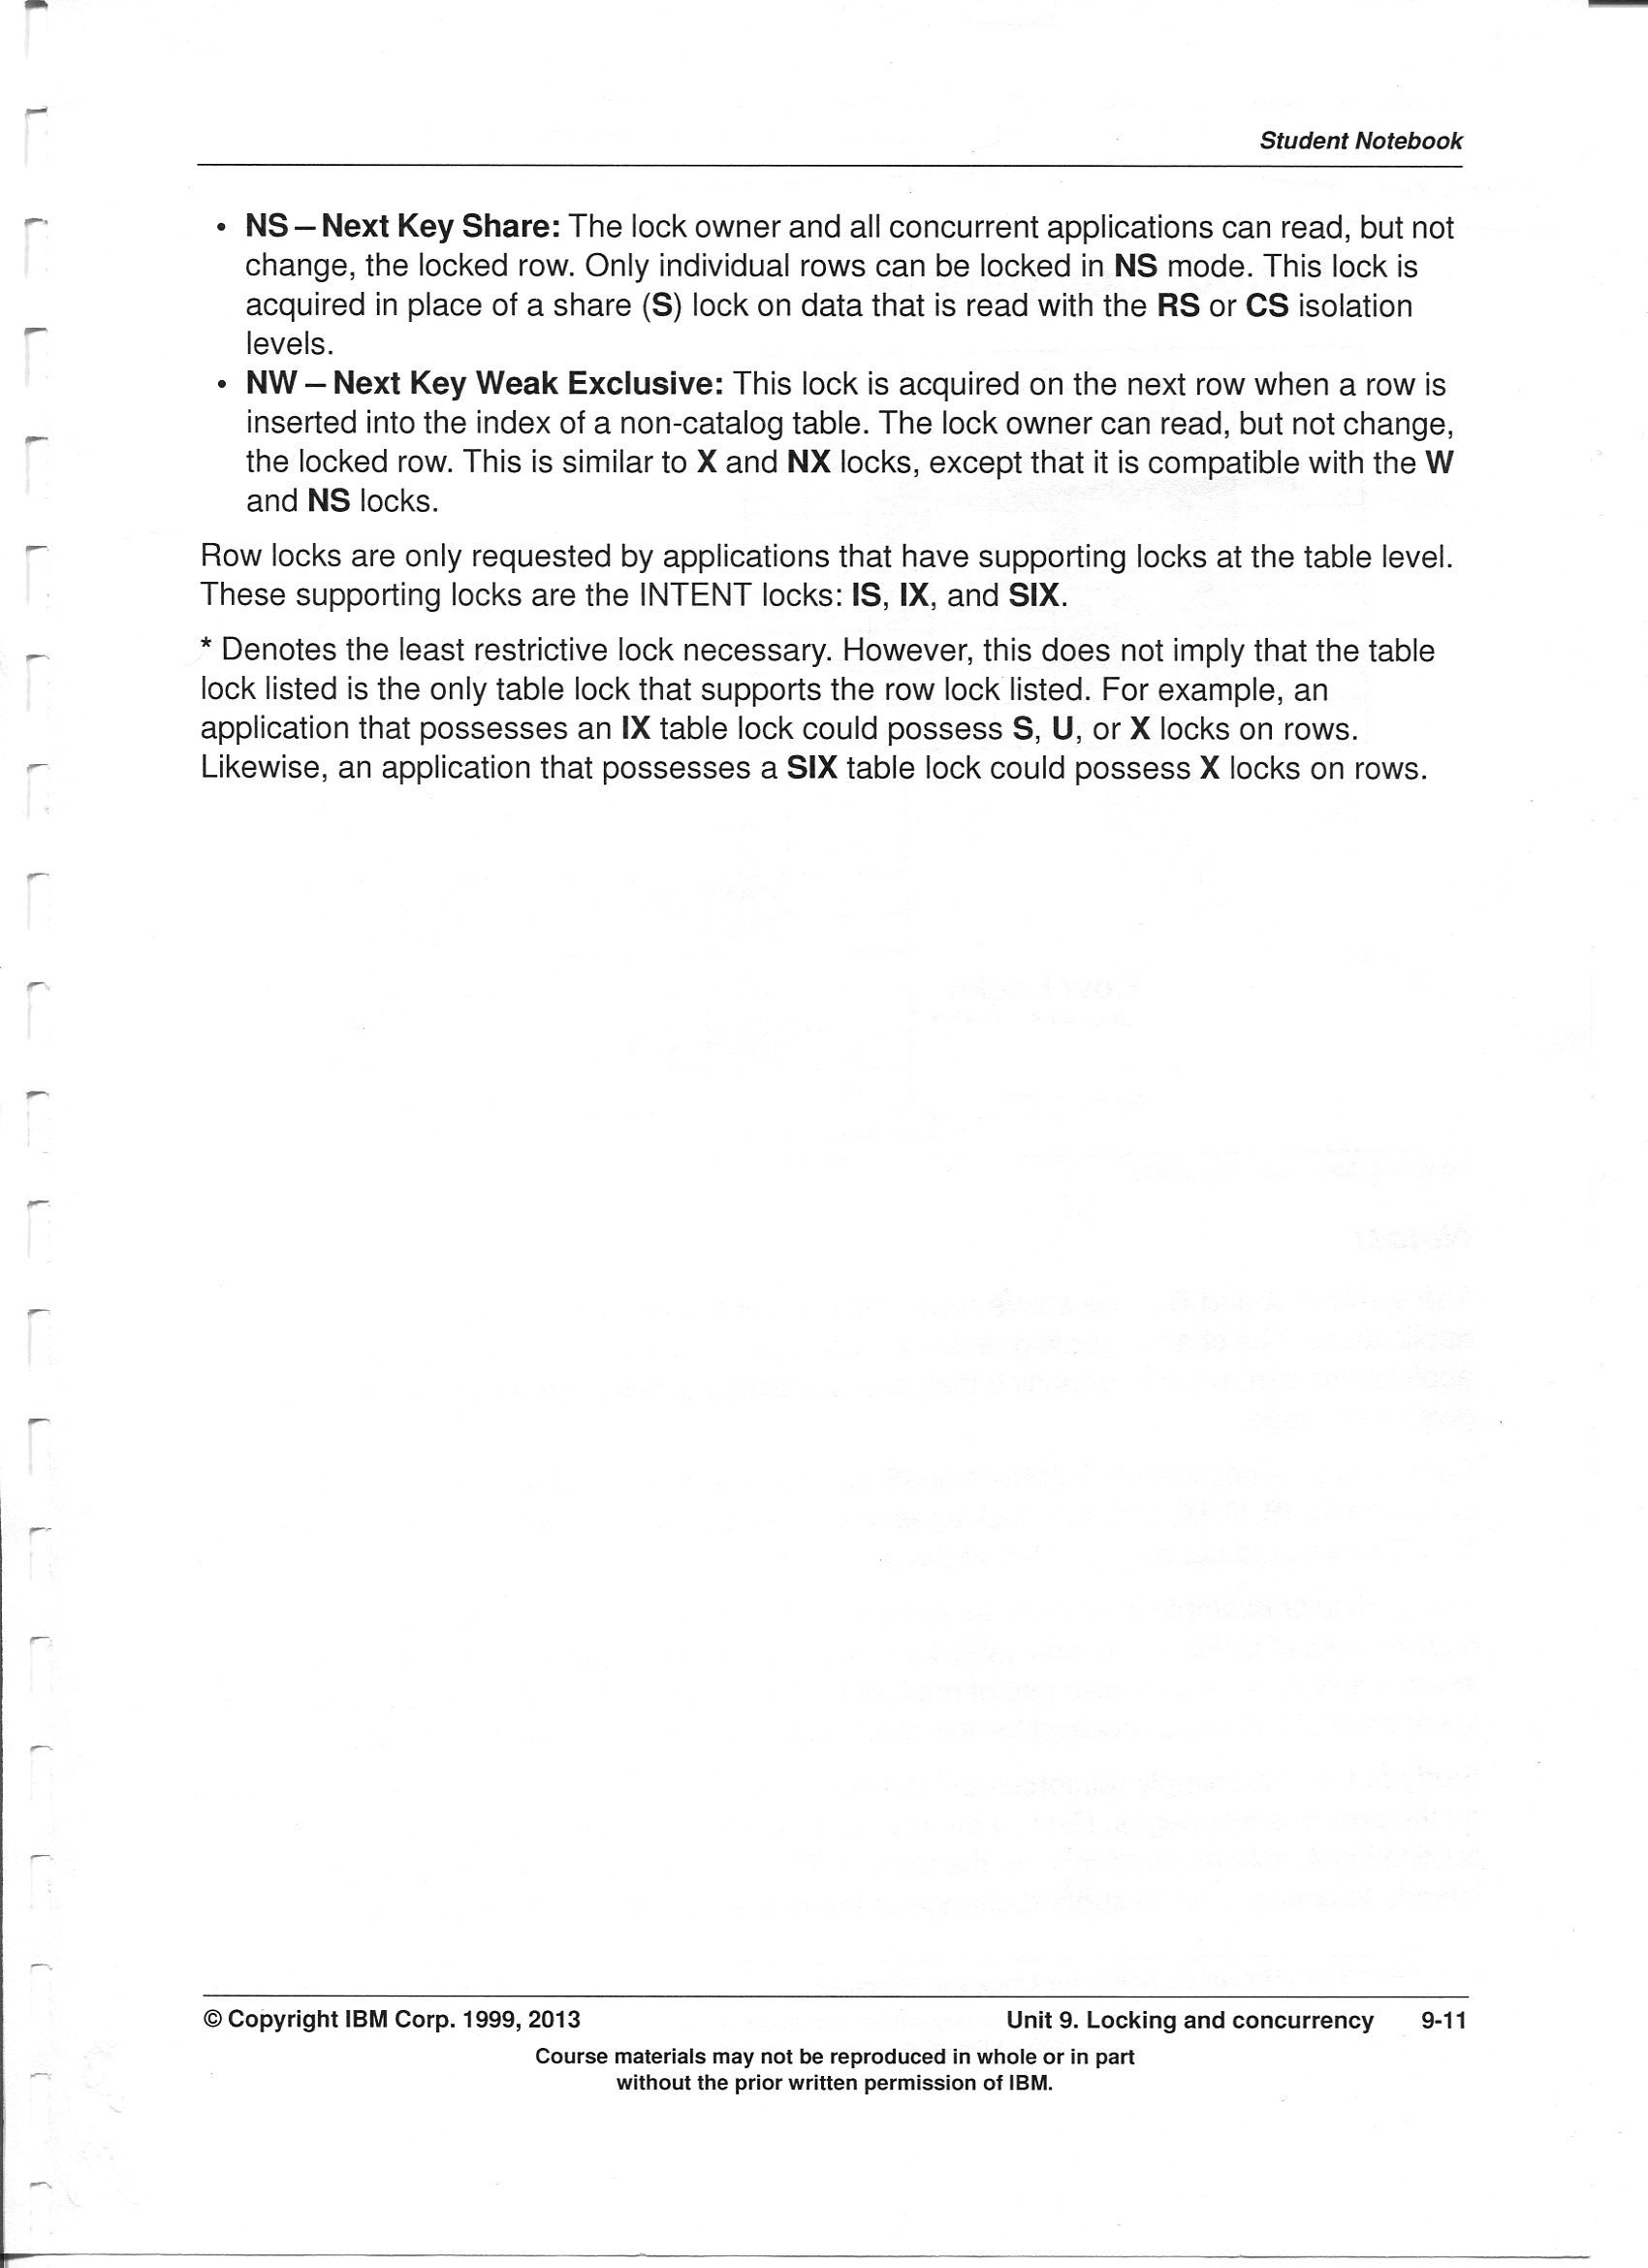 Student Notebook
• NS – Next Key Share: The lock owner and all concurrent applications can read, but not
change, the locked row. Only individual rows can be locked in NS mode. This lock is
acquired in place of a share (S) lock on data that is read with the RS or CS isolation
levels.
• NW – Next Key Weak Exclusive: This lock is acquired on the next row when a row is
inserted into the index of a non-catalog table. The lock owner can read, but not change,
the locked row. This is similar to X and NX locks, except that it is compatible with the W
and NS locks.
Row locks are only requested by applications that have supporting locks at the table level.
These supporting locks are the INTENT locks: IS, IX, and SIX.
* Denotes the least restrictive lock necessary. However, this does not imply that the table
lock listed is the only table lock that supports the row lock listed. For example, an
application that possesses an IX table lock could possess S, U, or X locks on rows.
Likewise, an application that possesses a SIX table lock could possess X locks on rows.
© Copyright IBM Corp. 1999, 2013 Unit 9. Locking and concurrency 9-11
Course materials may not be reproduced in whole or in part
without the prior written permission of IBM.